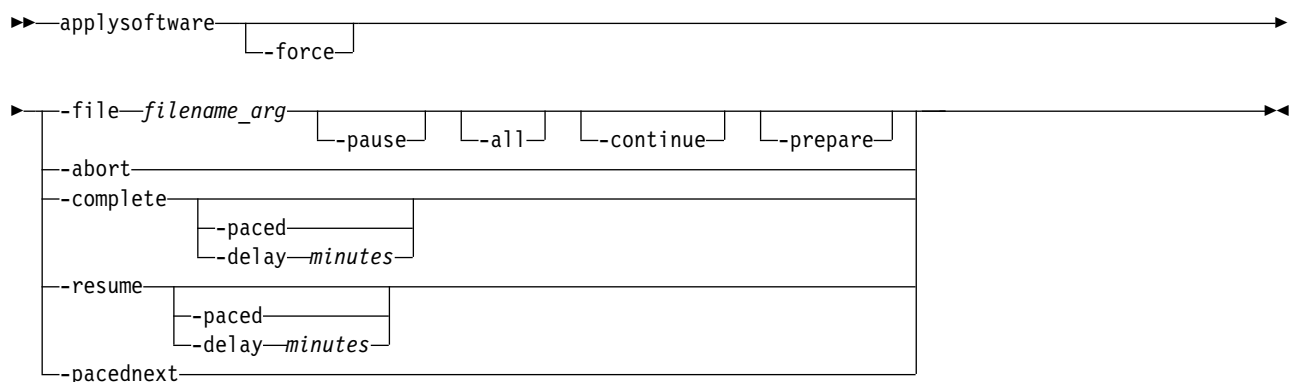 applysoftware
-force
-file filename_arg
-pause -all -continue -prepare
-abort
-complete
-paced
-delay minutes
-resume
-paced
-delay minutes
-pacednext